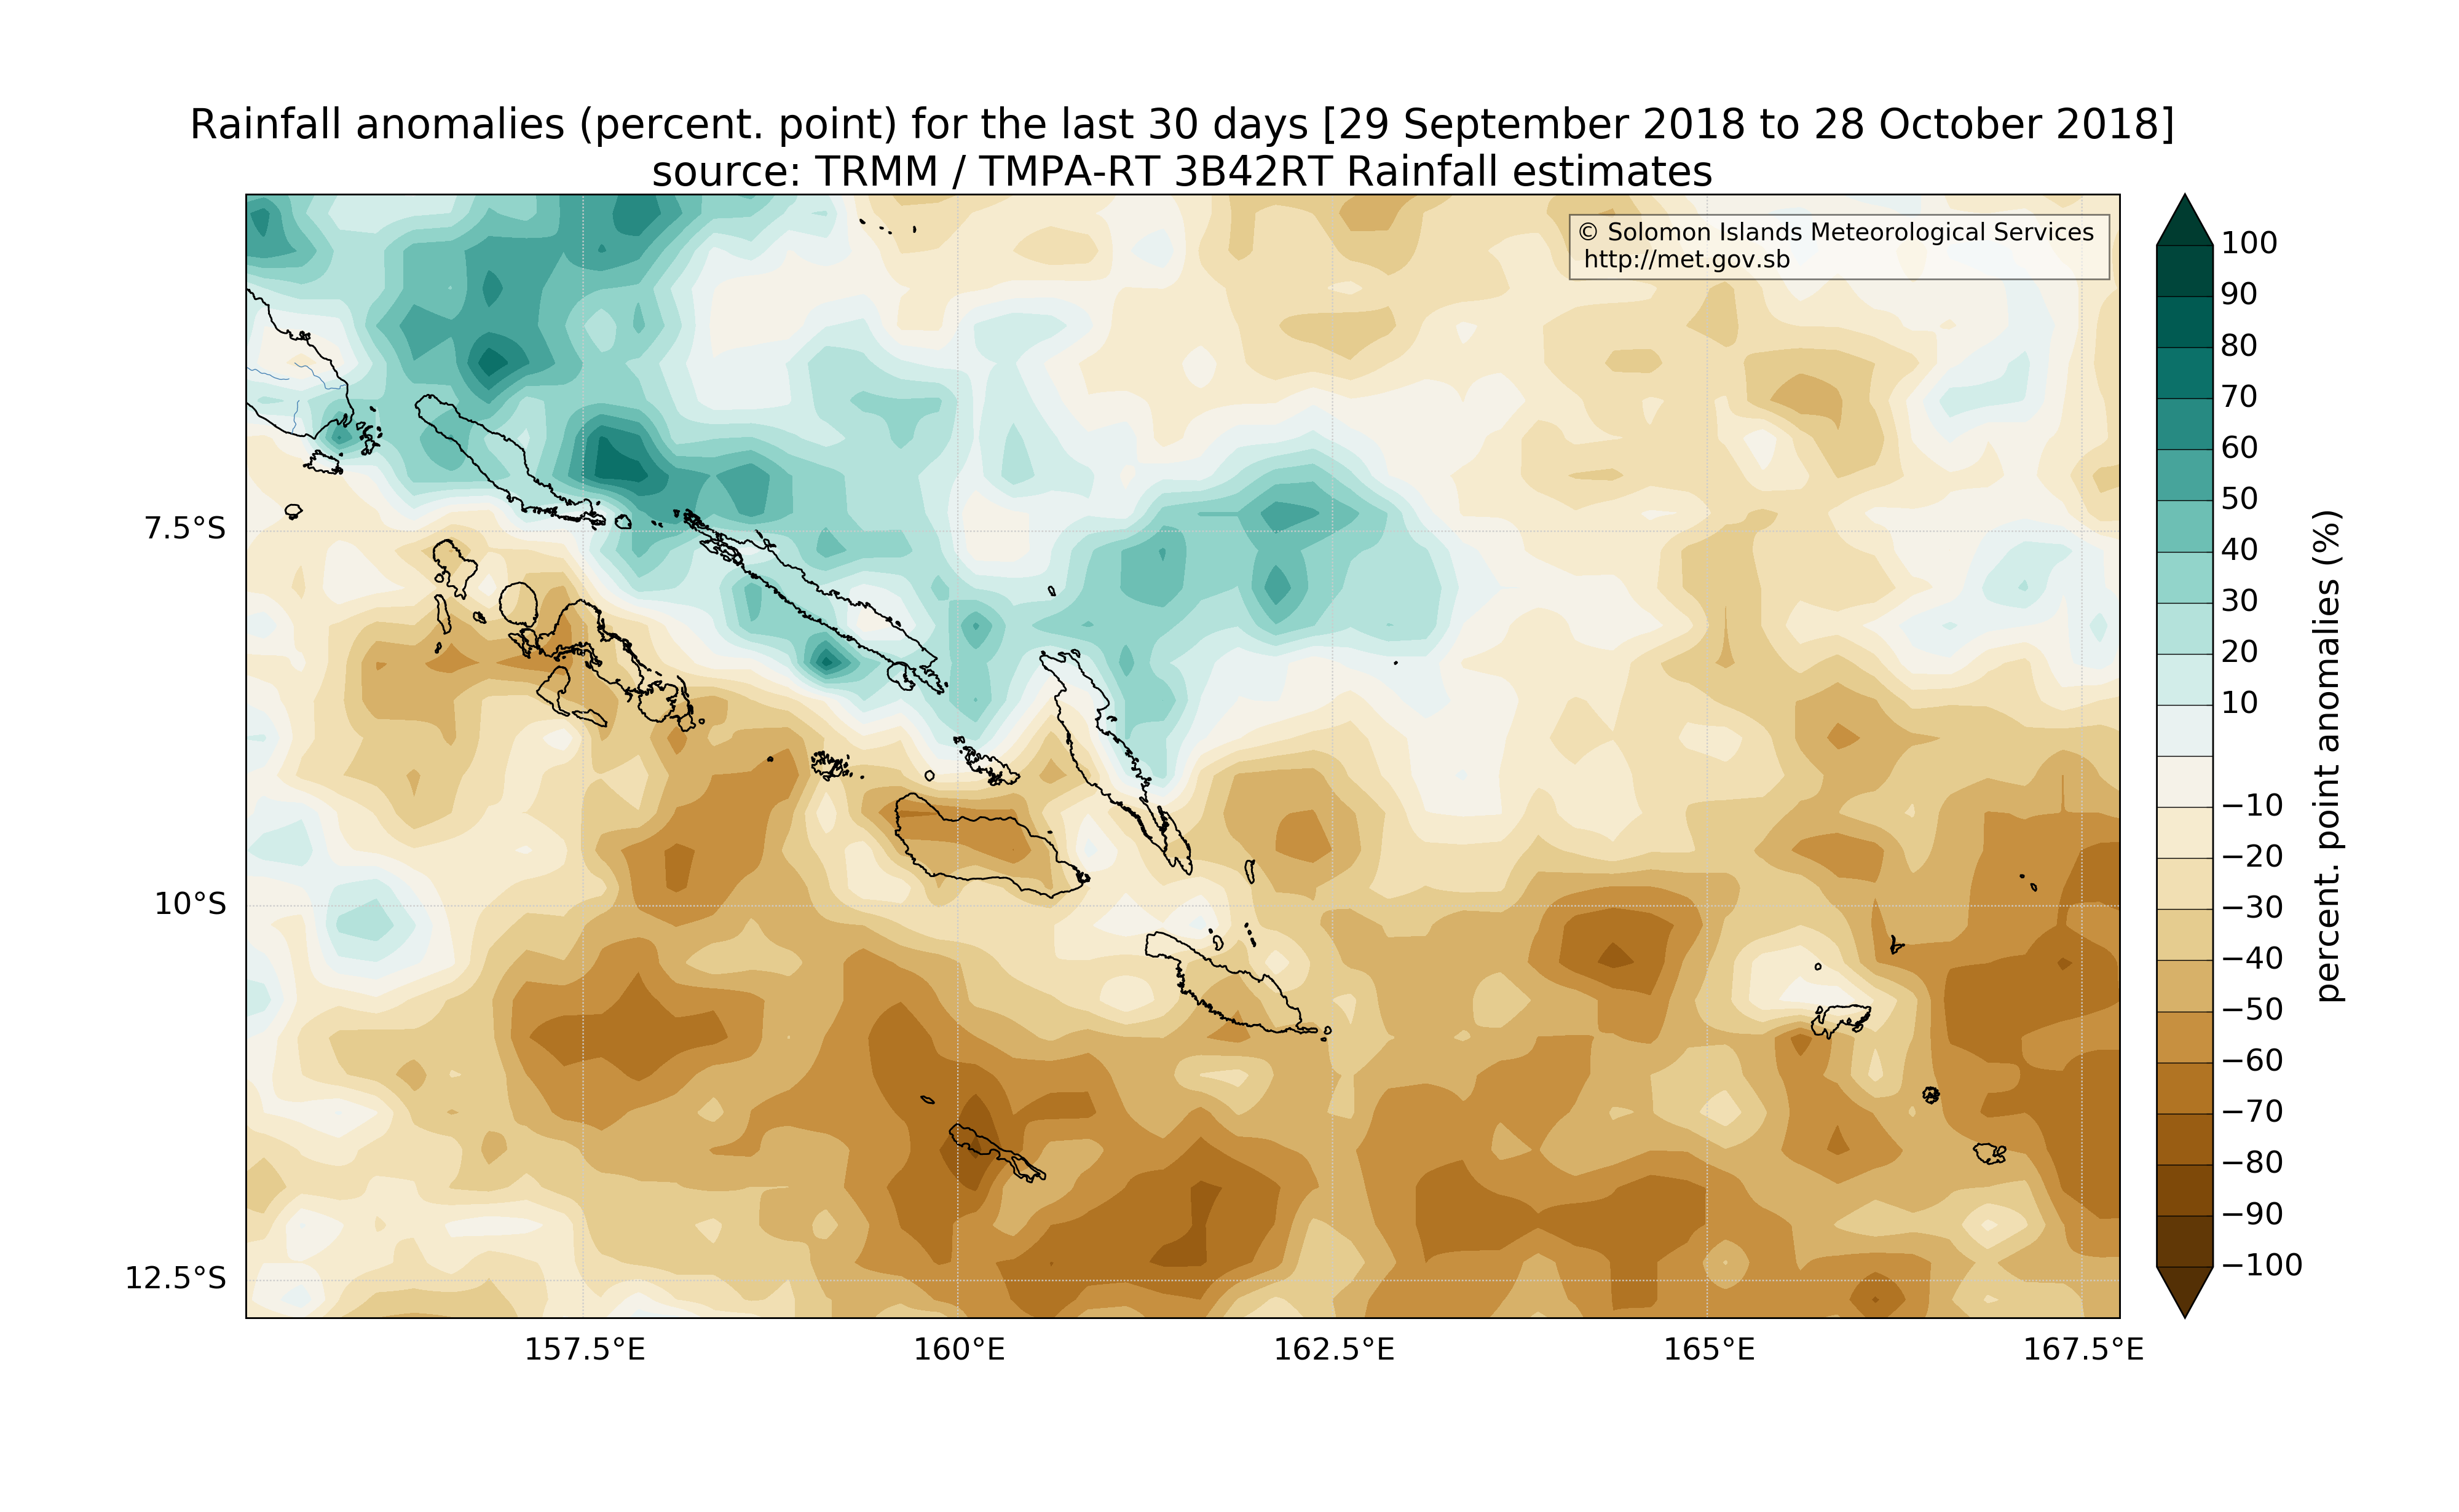 Rainfall anomalies (percent. point) for the last 30 days [29 September 2018 to 28 October 2018]
source: TRMM / TMPA-RT 3B42RT Rainfall estimates
© Solomon Islands Meteorological Services
http://met.gov.sb
7.5°S
10°S
12.5°S
157.5°E
160°E
162.5°E
165°E
167.5°E
100
90
80
70
60
50
40
30
20
10
−10
−20
−30
−40
−50
−60
−70
−80
−90
−100
percent. point anomalies (%)